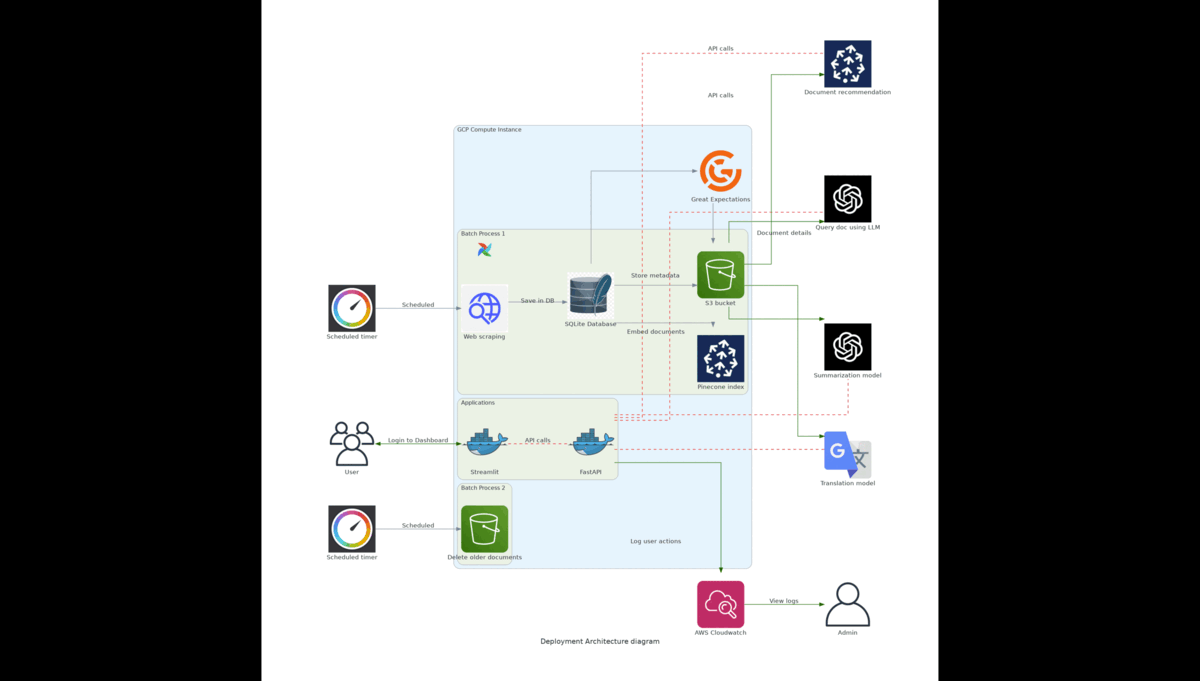 API calls
Document recommendation
API calls
GCP Compute Instance
Great Expectations
Query doc using LLM
Document details
Batch Process 1
Store metadata
S3 bucket
Scheduled
Save in DB
SQLite Database
Embed documents
Web scraping
Scheduled timer
Summarization model
Pinecone index
Applications
Login to Dashboard
API calls
User
Streamlit
FastAPI
G
文
Translation model
Batch Process 2
Scheduled
Scheduled timer
Delete older documents
Log user actions
View logs
AWS Cloudwatch
Admin
Deployment Architecture diagram